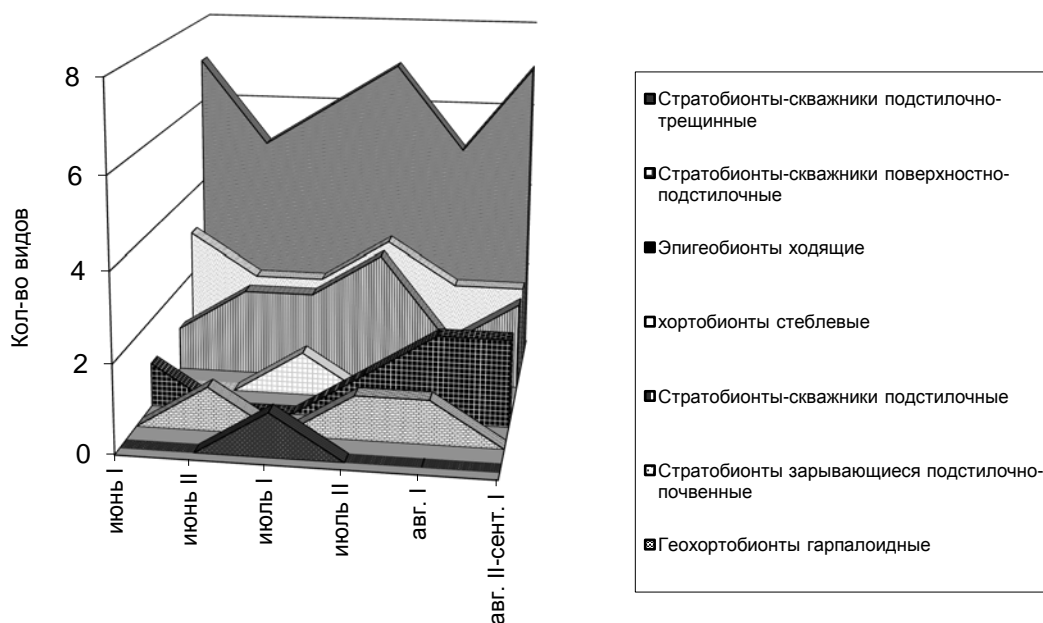 8
6
4
2
0
Кол-во видов
июнь I
июнь II
июль I
июль II
авг. I
авг. II-сент. I
Стратобионты-скважники подстилочно-
трещинные
Стратобионты-скважники поверхностно-
подстилочные
Эпигеобионты ходящие
хортобионты стеблевые
Стратобионты-скважники подстилочные
Стратобионты зарывающиеся подстилочно-
почвенные
Геохортобионты гарпалоидные